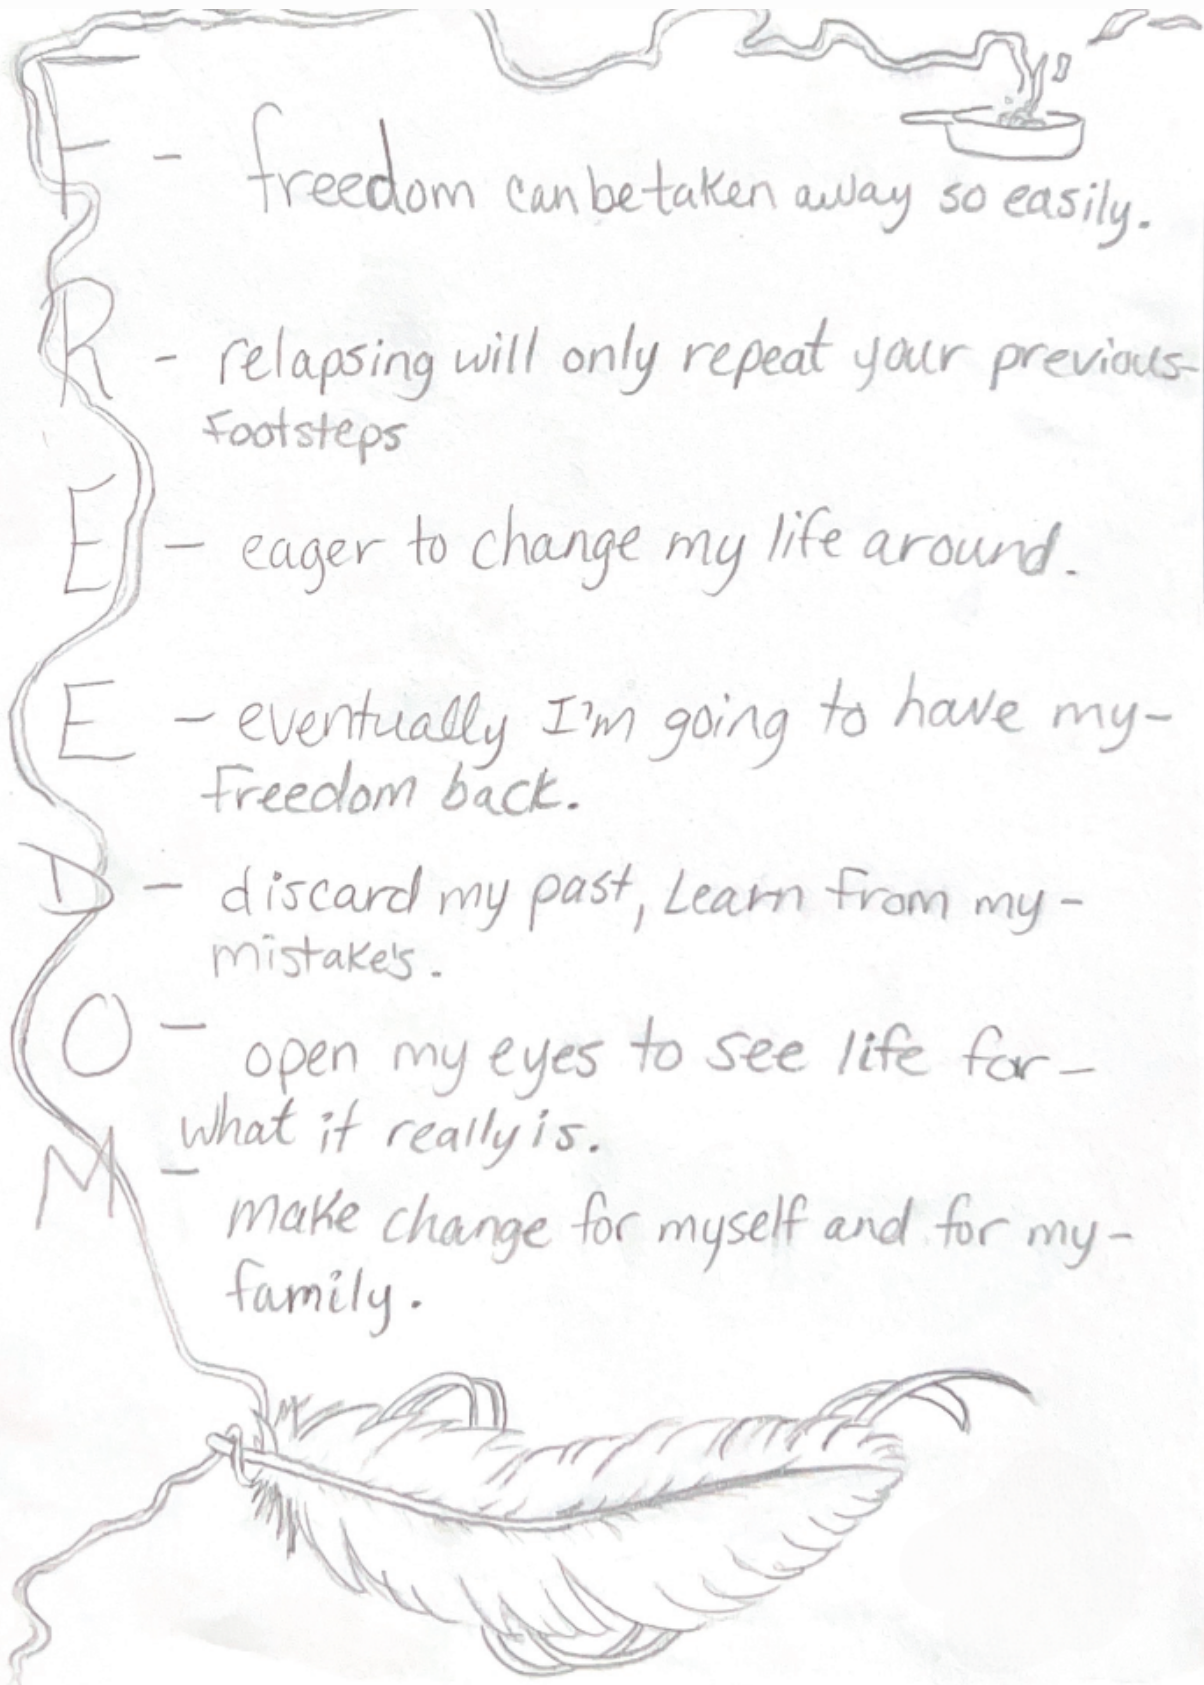 F - freedom can be taken away so easily.
R - relapsing will only repeat your previous-
footsteps
E - eager to change my life around.
E - eventually I'm going to have my-
freedom back.
D - discard my past, Learn from my-
mistake's.
O - open my eyes to see life for-
what it really is.
M - make change for myself and for my-
family.